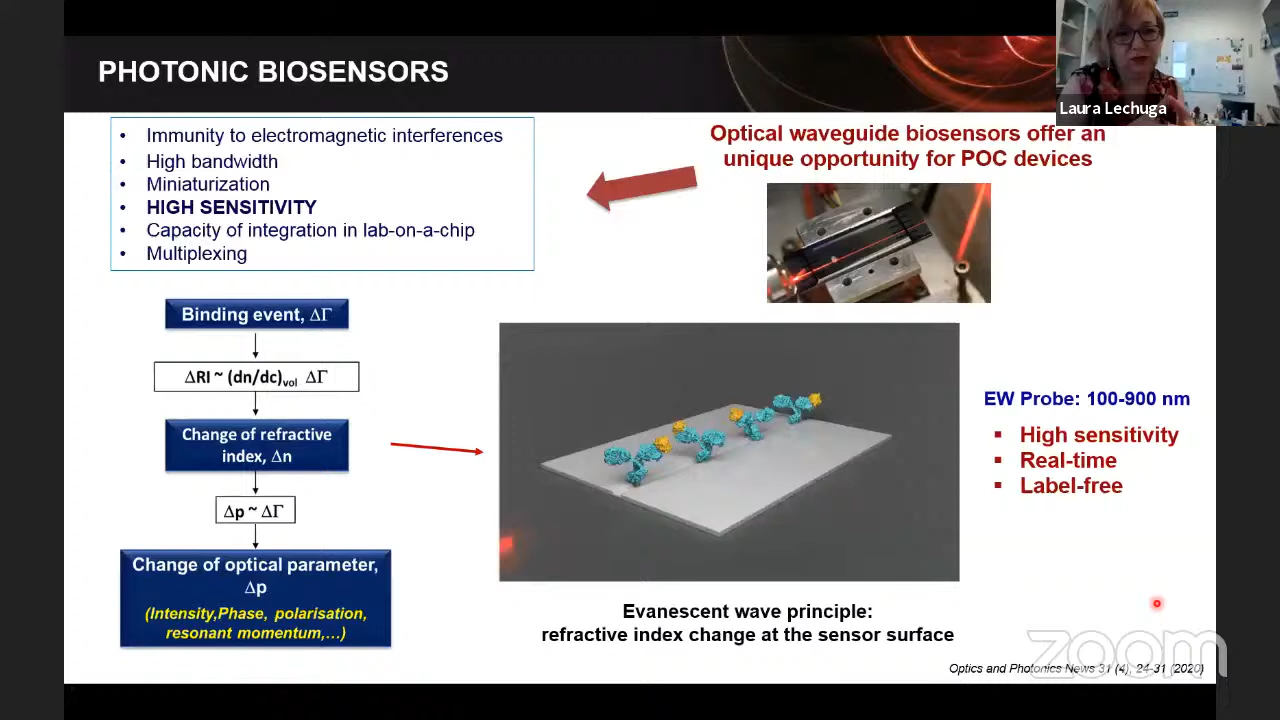 PHOTONIC BIOSENSORS
Laura Lechuga
• Immunity to electromagnetic interferences
• High bandwidth
• Miniaturization
• HIGH SENSITIVITY
• Capacity of integration in lab-on-a-chip
• Multiplexing
Optical waveguide biosensors offer an
unique opportunity for POC devices
Binding event, ΔΓ
ΔRI ~ (dn/dc)vol ΔΓ
Change of refractive
index, Δn
Δp ~ ΔΓ
Change of optical parameter,
Δp
(Intensity,Phase, polarisation,
resonant momentum,…)
EW Probe: 100-900 nm
▪ High sensitivity
▪ Real-time
▪ Label-free
Evanescent wave principle:
refractive index change at the sensor surface
zoom
Optics and Photonics News 31 (4), 24-31 (2020)